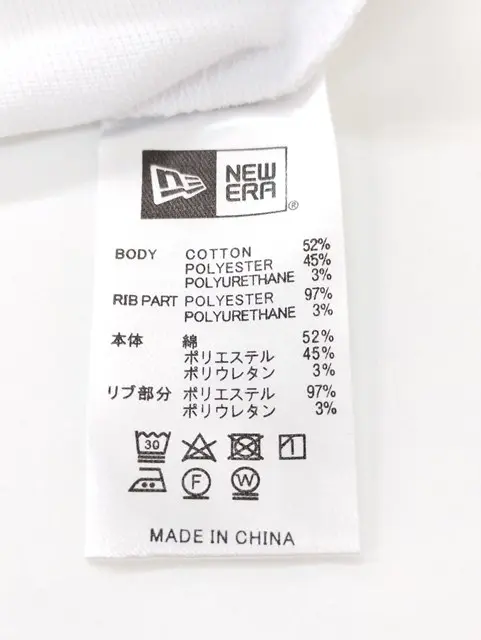 NEW
ERA
®
BODY COTTON 52%
POLYESTER 45%
POLYURETHANE 3%
RIB PART POLYESTER 97%
POLYURETHANE 3%
本体 綿 52%
ポリエステル 45%
ポリウレタン 3%
リブ部分 ポリエステル 97%
ポリウレタン 3%
30
F W
MADE IN CHINA